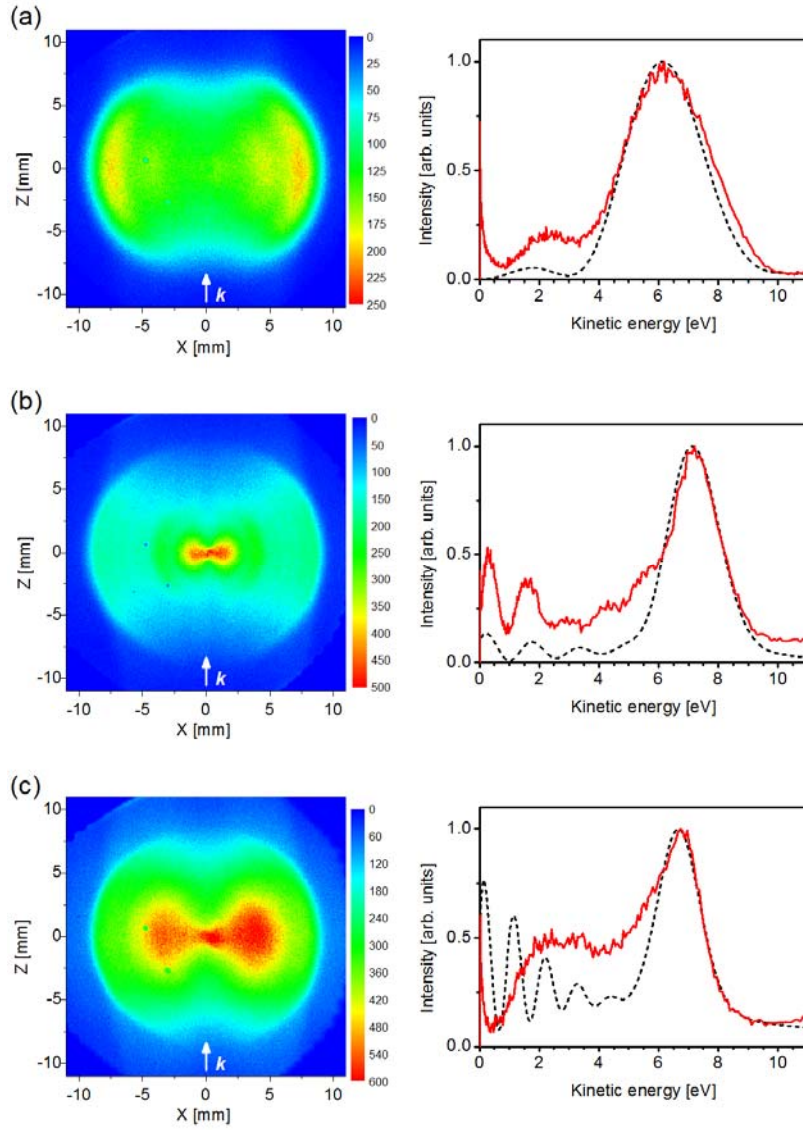 (a)
Z [mm]
10
5
0
-5
-10
-10 -5 0 5 10
X [mm]
k
0
25
50
75
100
125
150
175
200
225
250
Intensity [arb. units]
1.0
0.5
0.0
0 2 4 6 8 10
Kinetic energy [eV]
(b)
Z [mm]
10
5
0
-5
-10
-10 -5 0 5 10
X [mm]
k
0
50
100
150
200
250
300
350
400
450
500
Intensity [arb. units]
1.0
0.5
0.0
0 2 4 6 8 10
Kinetic energy [eV]
(c)
Z [mm]
10
5
0
-5
-10
-10 -5 0 5 10
X [mm]
k
0
60
120
180
240
300
360
420
480
540
600
Intensity [arb. units]
1.0
0.5
0.0
0 2 4 6 8 10
Kinetic energy [eV]